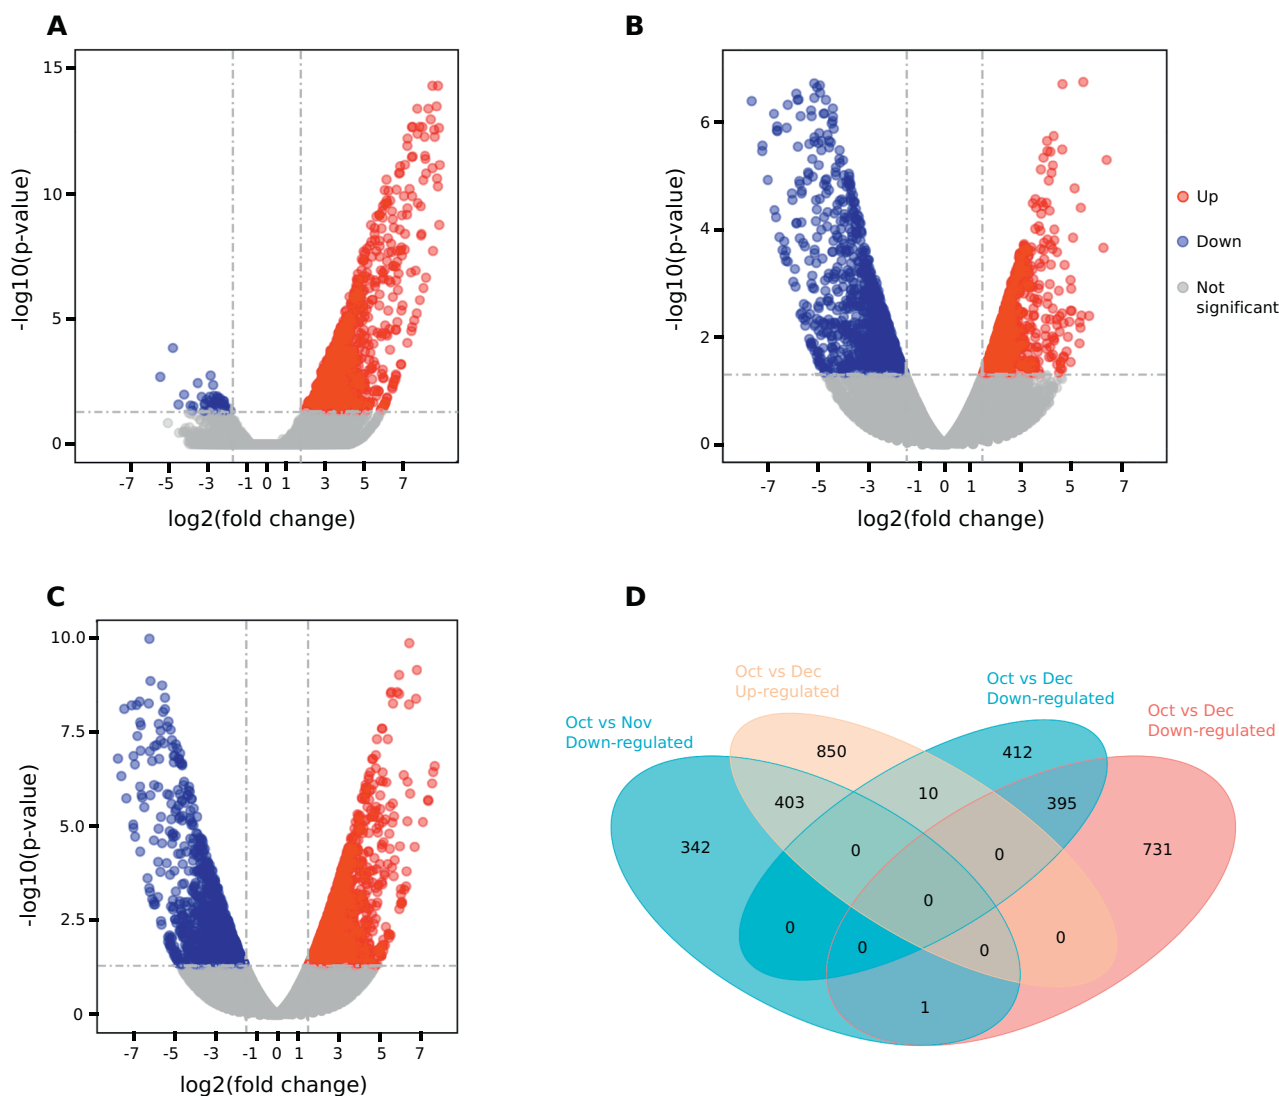 A
-log10(p-value)
15
10
5
0
-7 -5 -3 -1 0 1 3 5 7
log2(fold change)
B
-log10(p-value)
6
4
2
0
-7 -5 -3 -1 0 1 3 5 7
log2(fold change)
Up
Down
Not
significant
C
-log10(p-value)
10.0
7.5
5.0
2.5
0
-7 -5 -3 -1 0 1 3 5 7
log2(fold change)
D
Oct vs Nov
Down-regulated
Oct vs Dec
Up-regulated
Oct vs Dec
Down-regulated
Oct vs Dec
Down-regulated
850 412
403 10 395
342 0 0 731
0
0 0 0 0
1